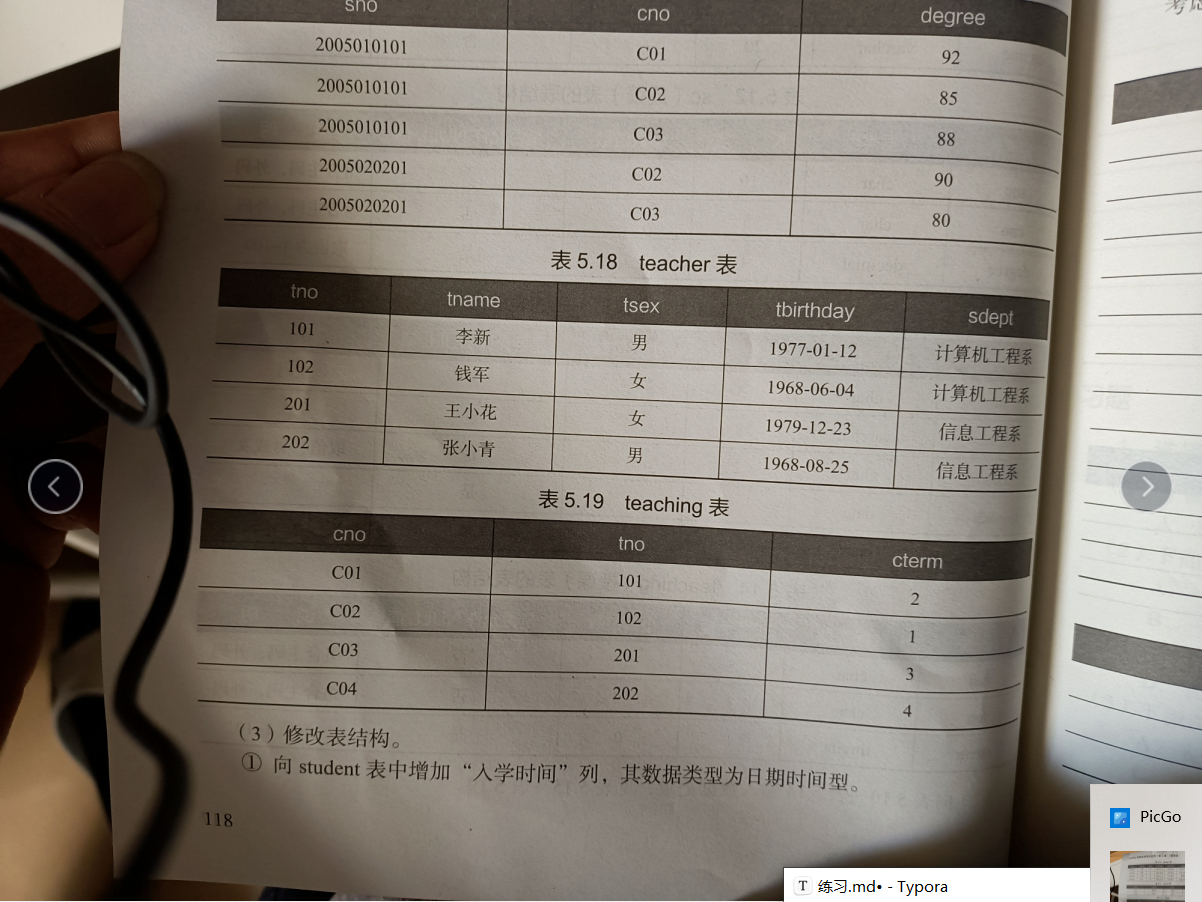 sno cno degree
2005010101 C01 92
2005010101 C02 85
2005010101 C03 88
2005020201 C02 90
2005020201 C03 80
表 5.18 teacher 表
tno tname tsex tbirthday sdept
101 李新 男 1977-01-12 计算机工程系
102 钱军 女 1968-06-04 计算机工程系
201 王小花 女 1979-12-23 信息工程系
202 张小青 男 1968-08-25 信息工程系
表 5.19 teaching 表
cno tno cterm
C01 101 2
C02 102 1
C03 201 3
C04 202 4
（3）修改表结构。
① 向 student 表中增加“入学时间”列，其数据类型为日期时间型。
118
PicGo
T 练习.md• - Typora